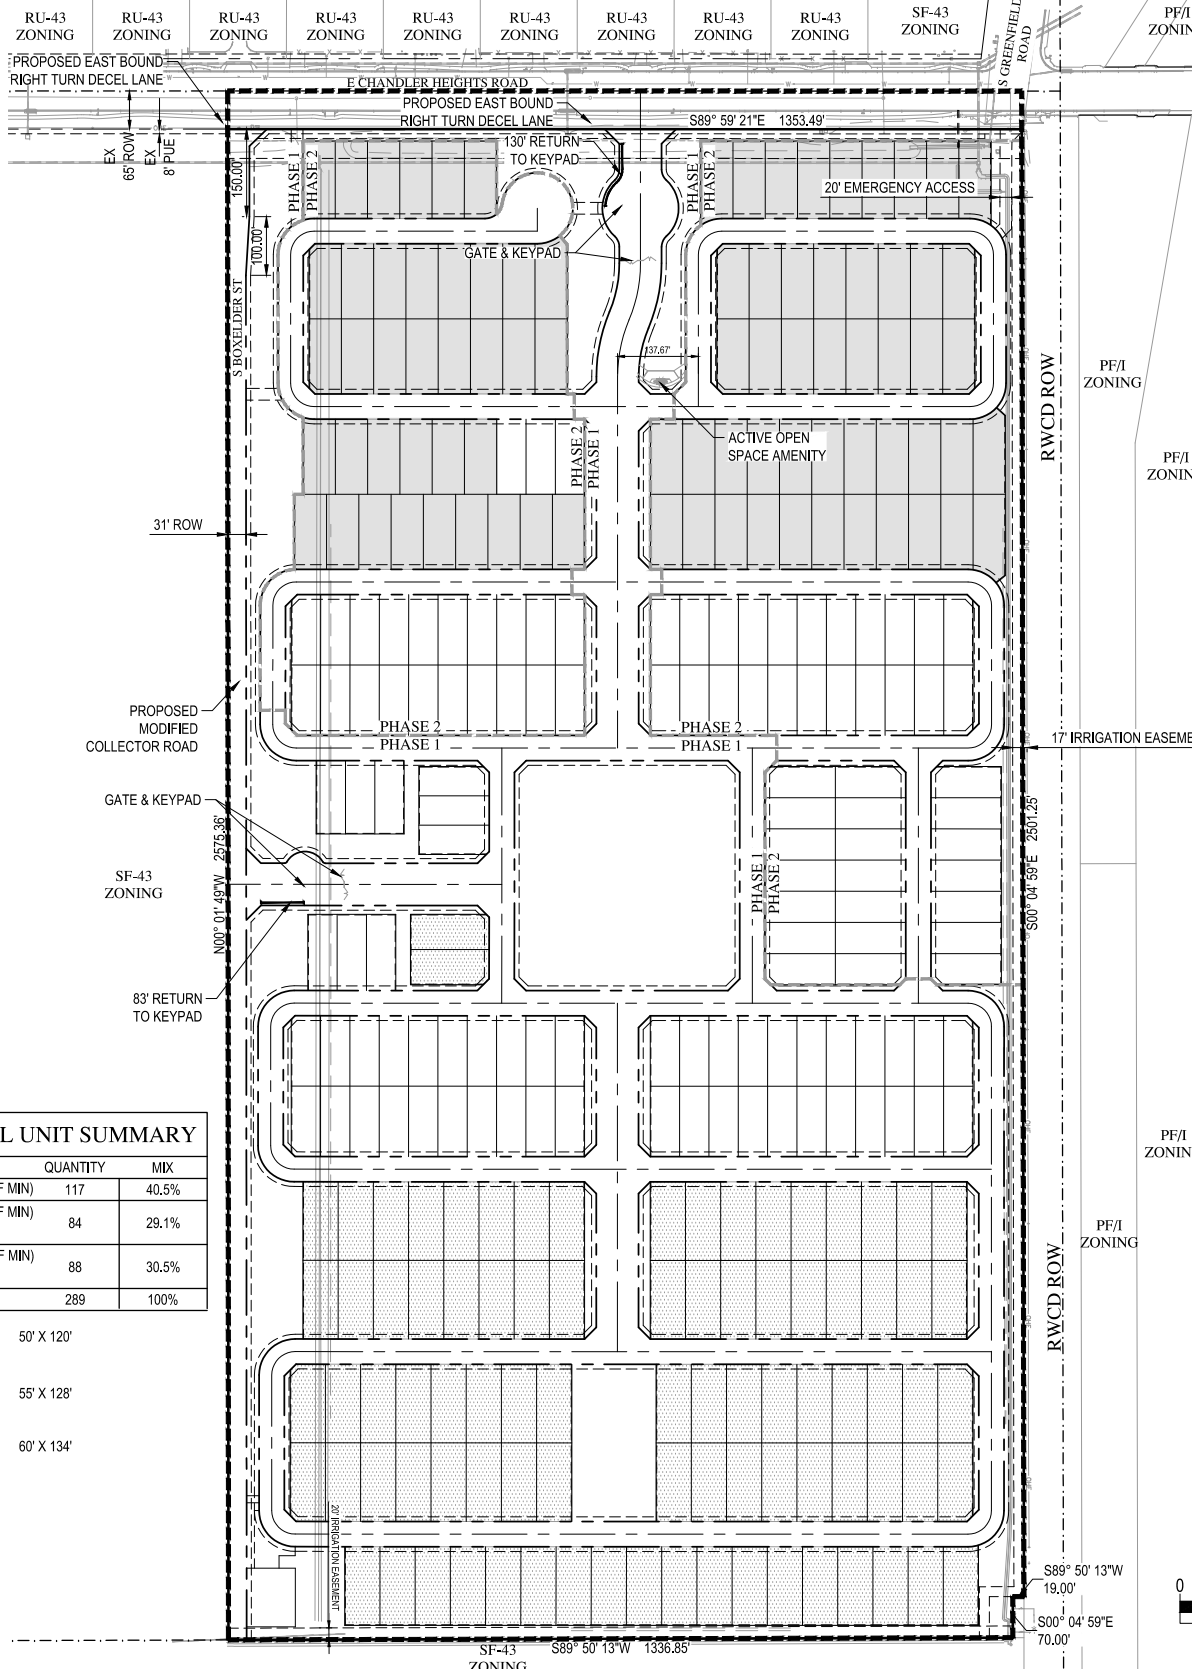 RU-43
ZONING
RU-43
ZONING
RU-43
ZONING
RU-43
ZONING
RU-43
ZONING
RU-43
ZONING
RU-43
ZONING
RU-43
ZONING
RU-43
ZONING
SF-43
ZONING
S GREENFIELD
ROAD
PF/I
ZONIN
PROPOSED EAST BOUND
RIGHT TURN DECEL LANE
E CHANDLER HEIGHTS ROAD
PROPOSED EAST BOUND
RIGHT TURN DECEL LANE
S89° 59' 21"E 1353.49'
EX
65' ROW
EX
8' PUE
150.00'
PHASE 1
PHASE 2
130' RETURN
TO KEYPAD
PHASE 1
PHASE 2
20' EMERGENCY ACCESS
100.00'
GATE & KEYPAD
S BOXELDER ST
137.67'
RWCD ROW
PF/I
ZONING
ACTIVE OPEN
SPACE AMENITY
PHASE 2
PHASE 1
PF/I
ZONIN
31' ROW
PROPOSED
MODIFIED
COLLECTOR ROAD
PHASE 2
PHASE 1
PHASE 2
PHASE 1
17' IRRIGATION EASEME
GATE & KEYPAD
N00° 01' 49"W 2575.36'
SF-43
ZONING
PHASE 1
PHASE 2
S00° 04' 59"E 2501.25'
83' RETURN
TO KEYPAD
L UNIT SUMMARY
QUANTITY MIX
F MIN) 117 40.5%
F MIN)
84 29.1%
F MIN)
88 30.5%
289 100%
50' X 120'
55' X 128'
60' X 134'
PF/I
ZONIN
PF/I
ZONING
RWCD ROW
20' IRRIGATION EASEMENT
S89° 50' 13"W
19.00'
S00° 04' 59"E
70.00'
0
SF-43
ZONING
S89° 50' 13"W 1336.85'